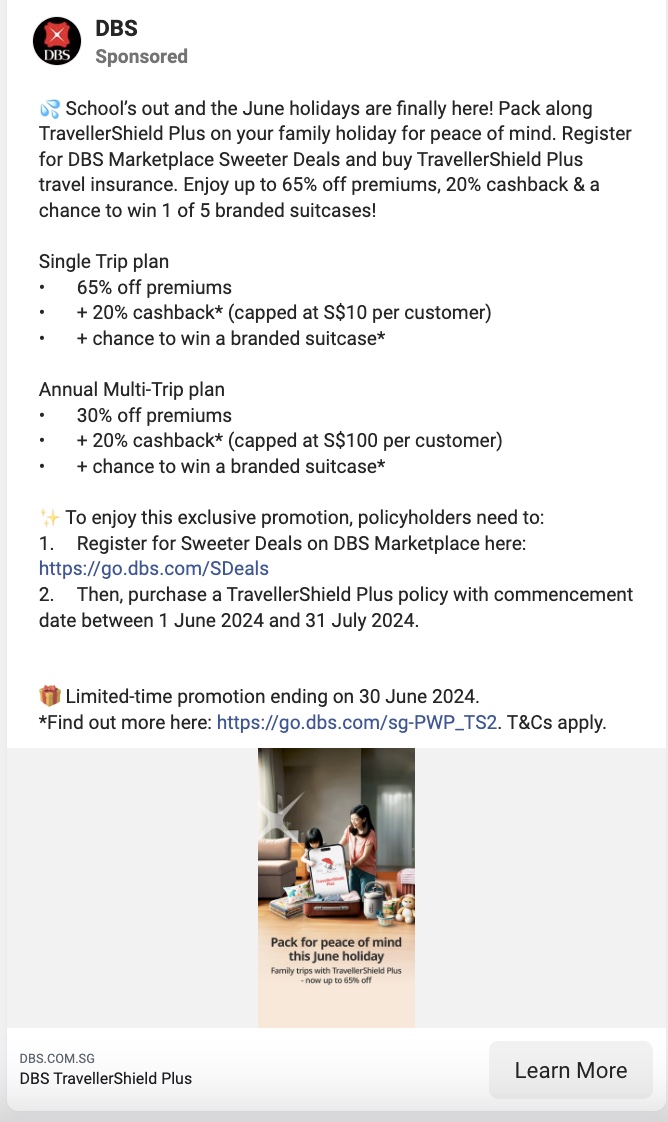 DBS
Sponsored
DBS
💦 School's out and the June holidays are finally here! Pack along
TravellerShield Plus on your family holiday for peace of mind. Register
for DBS Marketplace Sweeter Deals and buy TravellerShield Plus
travel insurance. Enjoy up to 65% off premiums, 20% cashback & a
chance to win 1 of 5 branded suitcases!
Single Trip plan
• 65% off premiums
• + 20% cashback* (capped at S$10 per customer)
• + chance to win a branded suitcase*
Annual Multi-Trip plan
• 30% off premiums
• + 20% cashback* (capped at S$100 per customer)
• + chance to win a branded suitcase*
✨ To enjoy this exclusive promotion, policyholders need to:
1. Register for Sweeter Deals on DBS Marketplace here:
https://go.dbs.com/SDeals
2. Then, purchase a TravellerShield Plus policy with commencement
date between 1 June 2024 and 31 July 2024.
🎁 Limited-time promotion ending on 30 June 2024.
*Find out more here: https://go.dbs.com/sg-PWP_TS2. T&Cs apply.
TravellerShield
Plus
Pack for peace of mind
this June holiday
Family trips with TravellerShield Plus
- now up to 65% off
DBS.COM.SG
DBS TravellerShield Plus
Learn More